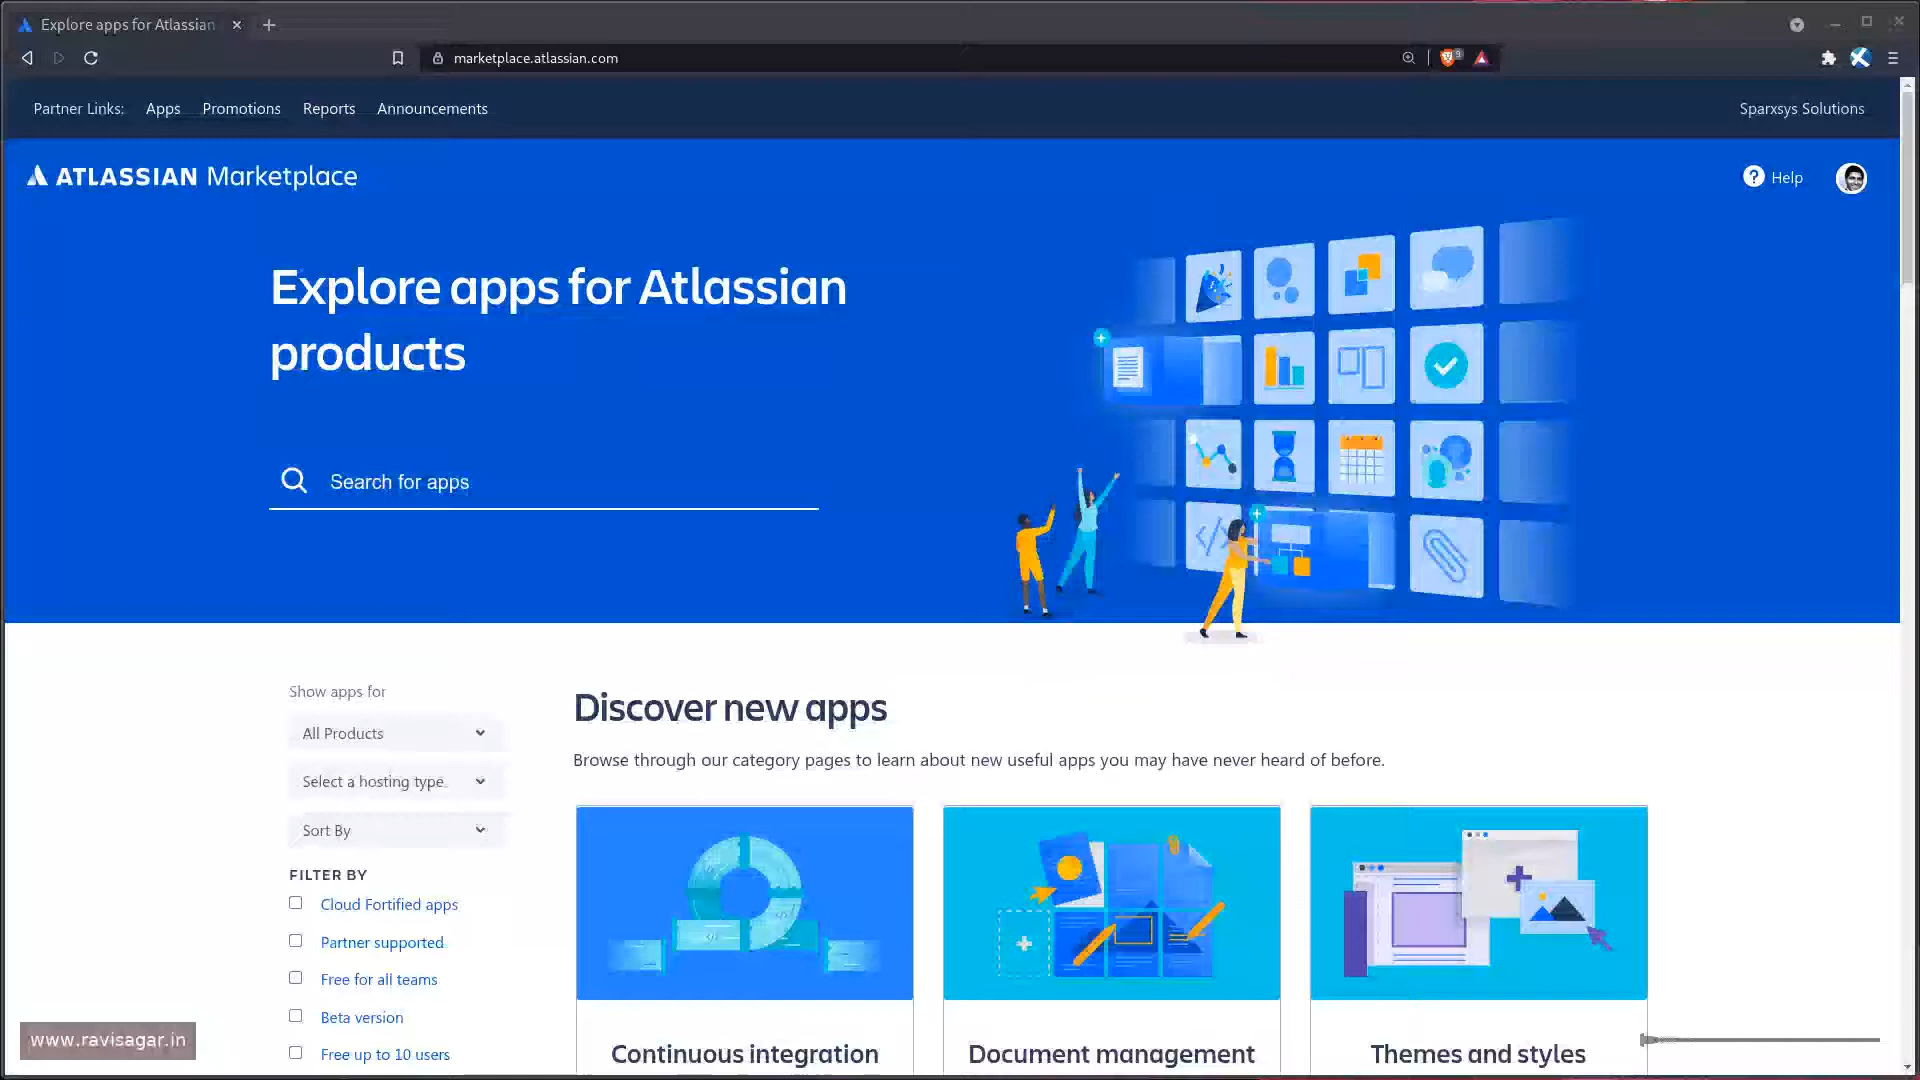 Explore apps for Atlassian
marketplace.atlassian.com
9
Partner Links: Apps Promotions Reports Announcements
Sparxsys Solutions
ATLASSIAN Marketplace
? Help
Explore apps for Atlassian
products
Search for apps
Show apps for
All Products
Select a hosting type
Sort By
FILTER BY
Cloud Fortified apps
Partner supported
Free for all teams
Beta version
Free up to 10 users
Discover new apps
Browse through our category pages to learn about new useful apps you may have never heard of before.
Continuous integration
Document management
Themes and styles
www.ravisagar.in